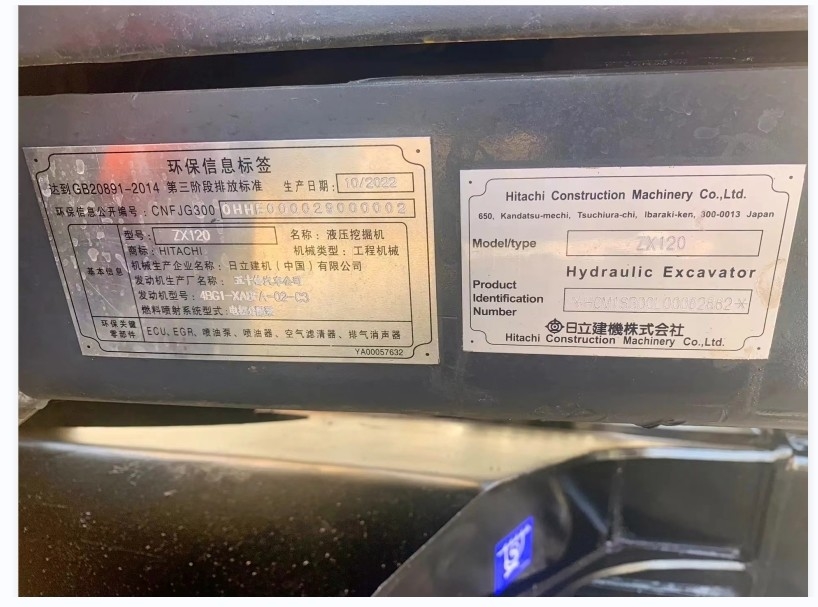 环保信息标签
达到GB20891-2014 第三阶段排放标准 生产日期: 10/2022
环保信息公开编号: CNFJG300
型号: ZX120 名称: 液压挖掘机
商标: HITACHI 机械类型: 工程机械
机械生产企业名称: 日立建机(中国)有限公司
基本信息 发动机生产厂名称:
发动机型号:
燃料喷射系统型式:
环保关键零部件 ECU、EGR、喷油泵、喷油器、空气滤清器、排气消声器
YA00057632
Hitachi Construction Machinery Co.,Ltd.
650, Kandatsu-machi, Tsuchiura-chi, Ibaraki-ken, 300-0013 Japan
Model/type ZX120
Hydraulic Excavator
Product
Identification
Number
日立建機株式会社
Hitachi Construction Machinery Co.,Ltd.